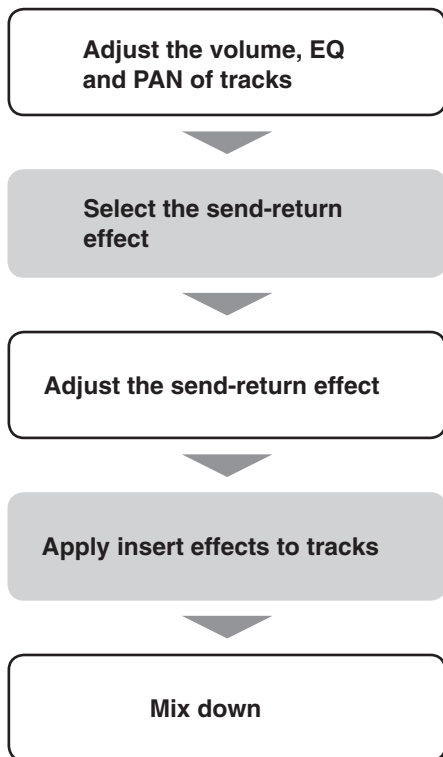 Adjust the volume, EQ
and PAN of tracks
Select the send-return
effect
Adjust the send-return effect
Apply insert effects to tracks
Mix down